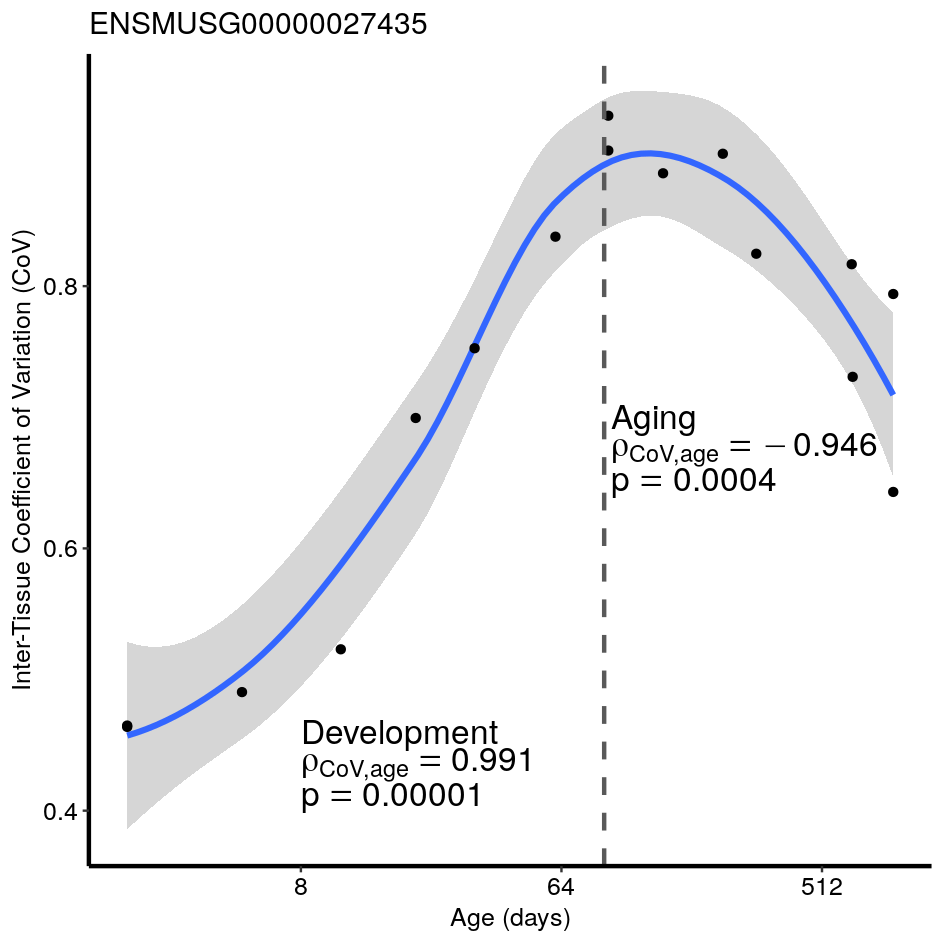 ENSMUSG00000027435
Inter-Tissue Coefficient of Variation (CoV)
0.8
0.6
0.4
Aging
ρCoV,age = −0.946
p = 0.0004
Development
ρCoV,age = 0.991
p = 0.00001
8
64
512
Age (days)